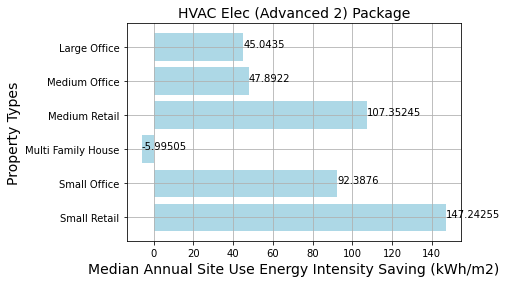 HVAC Elec (Advanced 2) Package
Property Types
Large Office
45.0435
Medium Office
47.8922
Medium Retail
107.35245
Multi Family House
-5.99505
Small Office
92.3876
Small Retail
147.24255
0 20 40 60 80 100 120 140
Median Annual Site Use Energy Intensity Saving (kWh/m2)